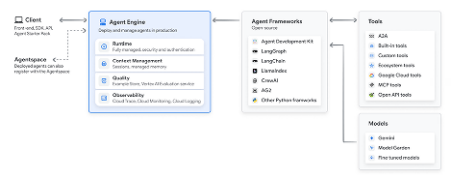 Client
Front-end, SDK, API,
Agent Starter Pack
Agentspace
Deployed agents can also
register with the Agentspace
Agent Engine
Deploy and manage agents in production
Runtime
Fully managed, security and authentication
Context Management
Sessions, managed memory
Quality
Example Store, Vertex AI evaluation service
Observability
Cloud Trace, Cloud Monitoring, Cloud Logging
Agent Frameworks
Open source
Agent Development Kit
LangGraph
LangChain
LlamaIndex
CrewAI
AG2
Other Python frameworks
Tools
A2A
Built-in tools
Custom tools
Ecosystem tools
Google Cloud tools
MCP tools
Open API tools
Models
Gemini
Model Garden
Fine tuned models